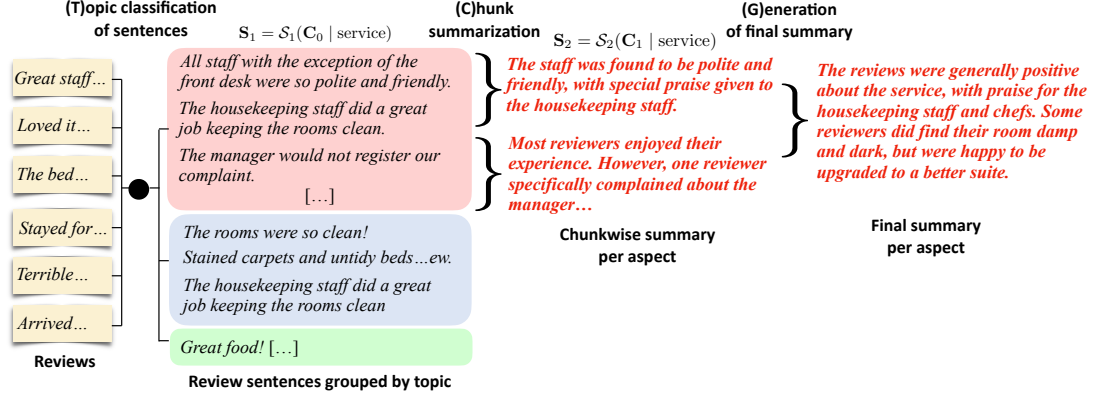 (T)opic classification
of sentences
S₁ = 𝒮₁(C₀ | service)
(C)hunk
summarization
S₂ = 𝒮₂(C₁ | service)
(G)eneration
of final summary
Great staff…
Loved it…
The bed…
Stayed for…
Terrible…
Arrived…
Reviews
All staff with the exception of the
front desk were so polite and friendly.
The housekeeping staff did a great
job keeping the rooms clean.
The manager would not register our
complaint.
[…]
The rooms were so clean!
Stained carpets and untidy beds…ew.
The housekeeping staff did a great
job keeping the rooms clean
Great food! […]
Review sentences grouped by topic
The staff was found to be polite and
friendly, with special praise given to
the housekeeping staff.
Most reviewers enjoyed their
experience. However, one reviewer
specifically complained about the
manager…
Chunkwise summary
per aspect
The reviews were generally positive
about the service, with praise for the
housekeeping staff and chefs. Some
reviewers did find their room damp
and dark, but were happy to be
upgraded to a better suite.
Final summary
per aspect